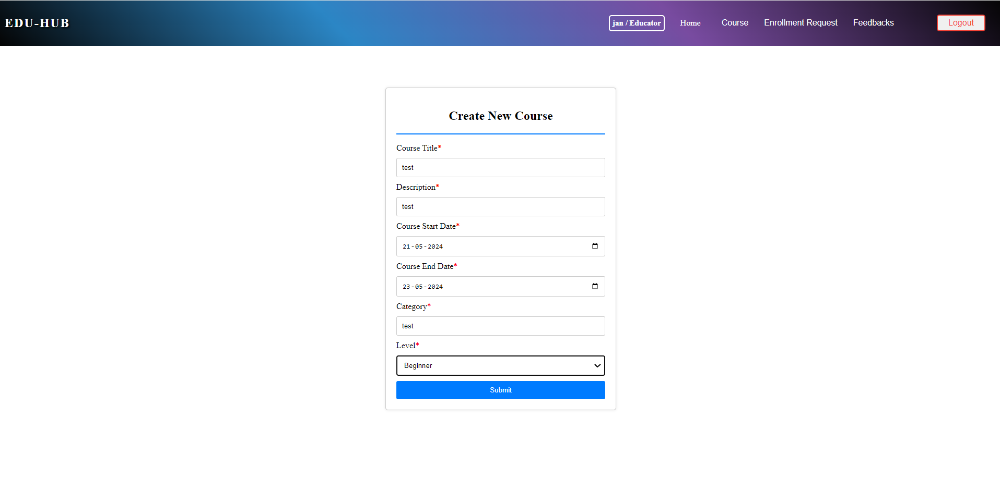 EDU-HUB
jan / Educator
Home
Course
Enrollment Request
Feedbacks
Logout
Create New Course
Course Title*
test
Description*
test
Course Start Date*
21-05-2024
Course End Date*
23-05-2024
Category*
test
Level*
Beginner
Submit